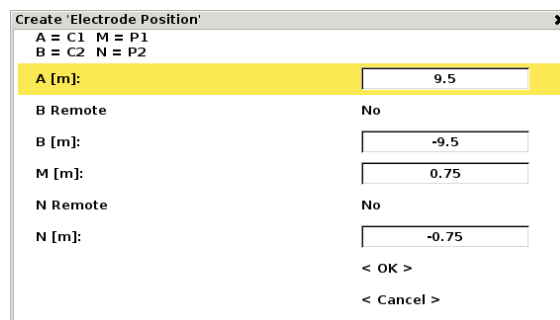 Create 'Electrode Position'
A = C1 M = P1
B = C2 N = P2
A [m]: 9.5
B Remote No
B [m]: -9.5
M [m]: 0.75
N Remote No
N [m]: -0.75
< OK >
< Cancel >